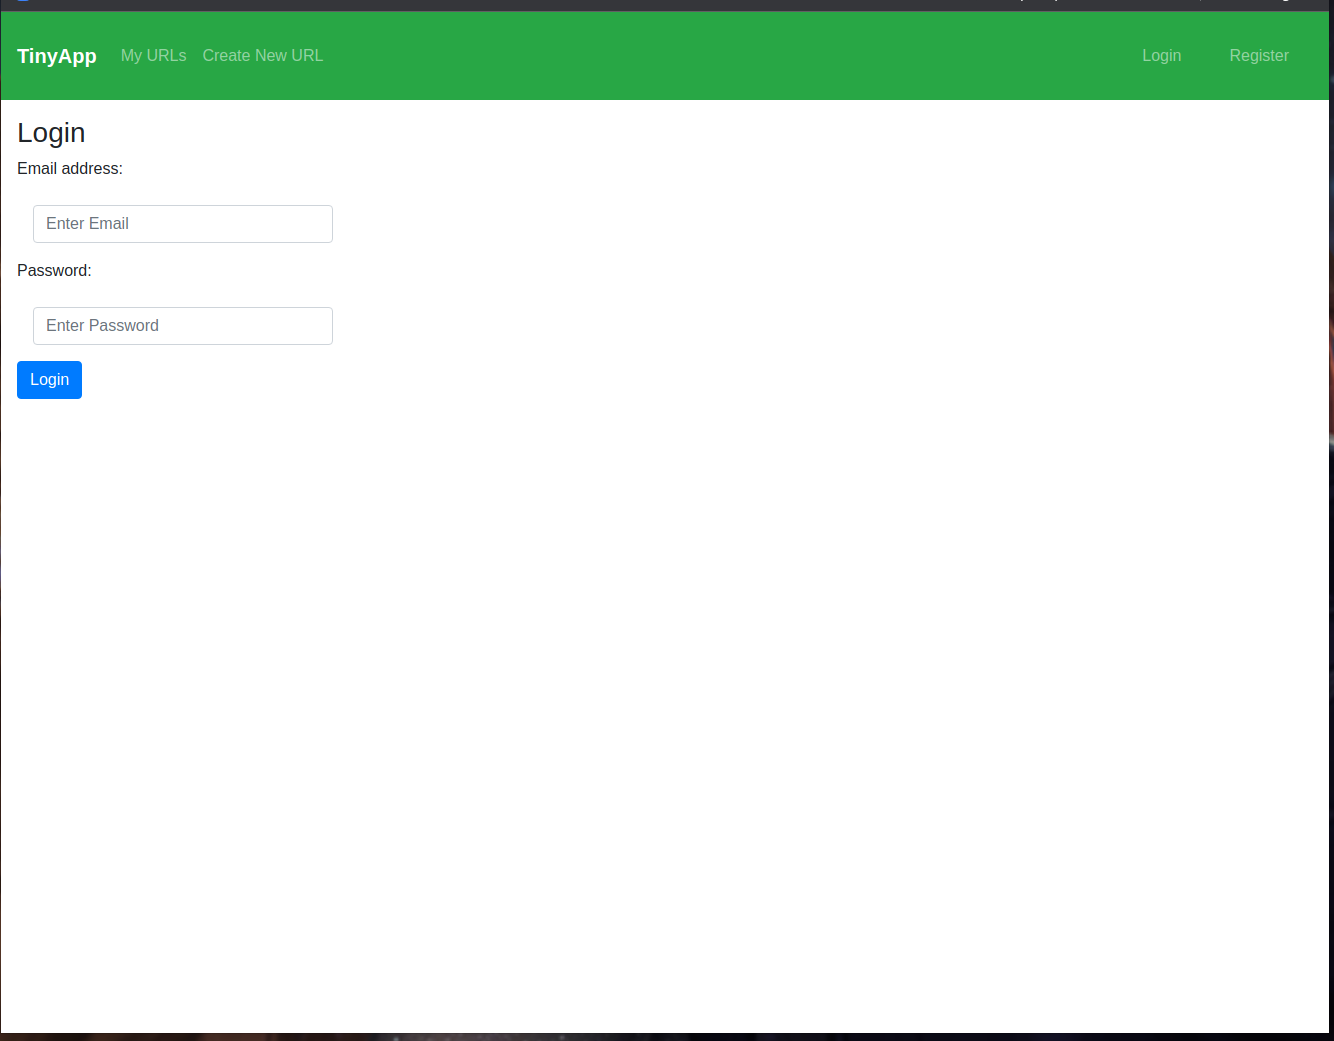 TinyApp My URLs Create New URL Login Register
Login
Email address:
Enter Email
Password:
Enter Password
Login